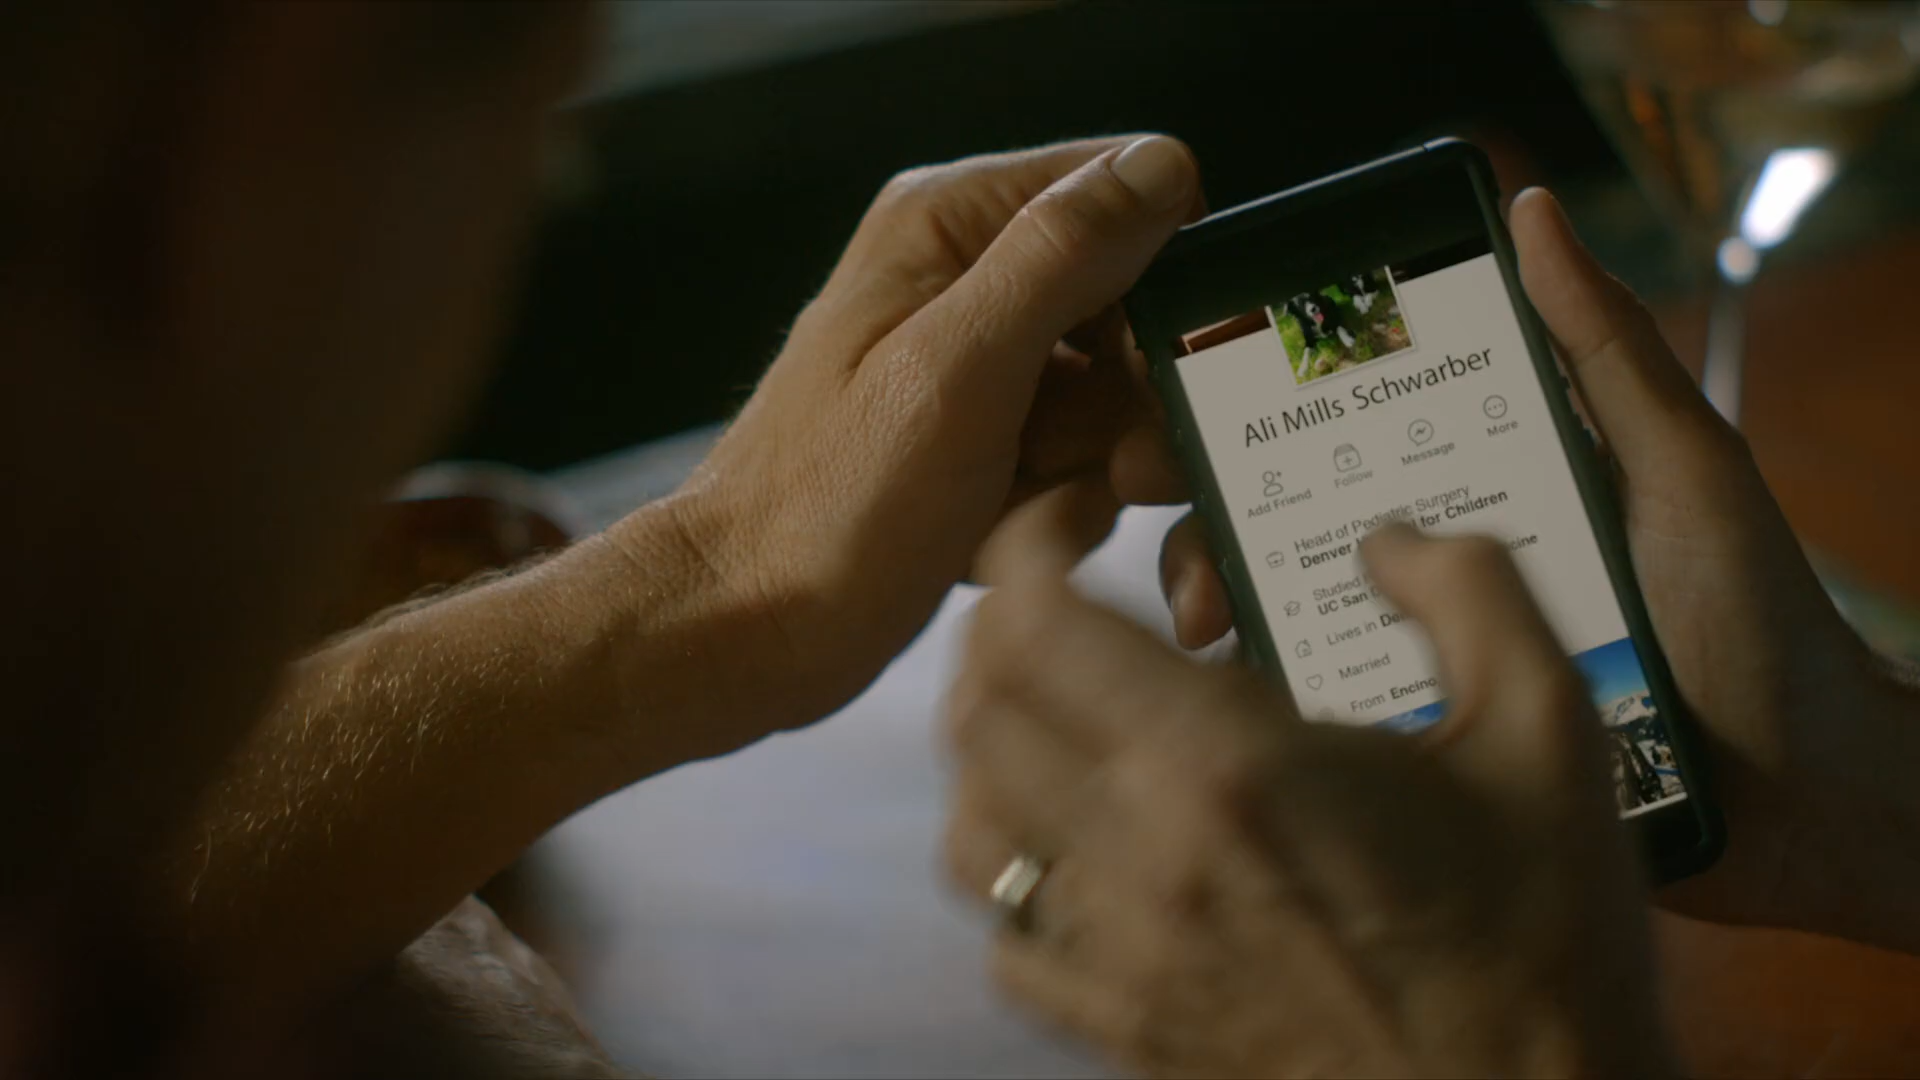 Ali Mills Schwarber
Add Friend
Follow
Message
More
Head of Pediatric Surgery
Denver for Children
Studied
UC San
Lives in
Married
From Encino